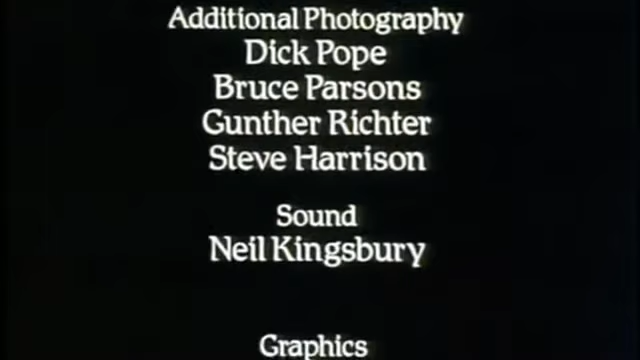 Additional Photography
Dick Pope
Bruce Parsons
Gunther Richter
Steve Harrison
Sound
Neil Kingsbury
Graphics